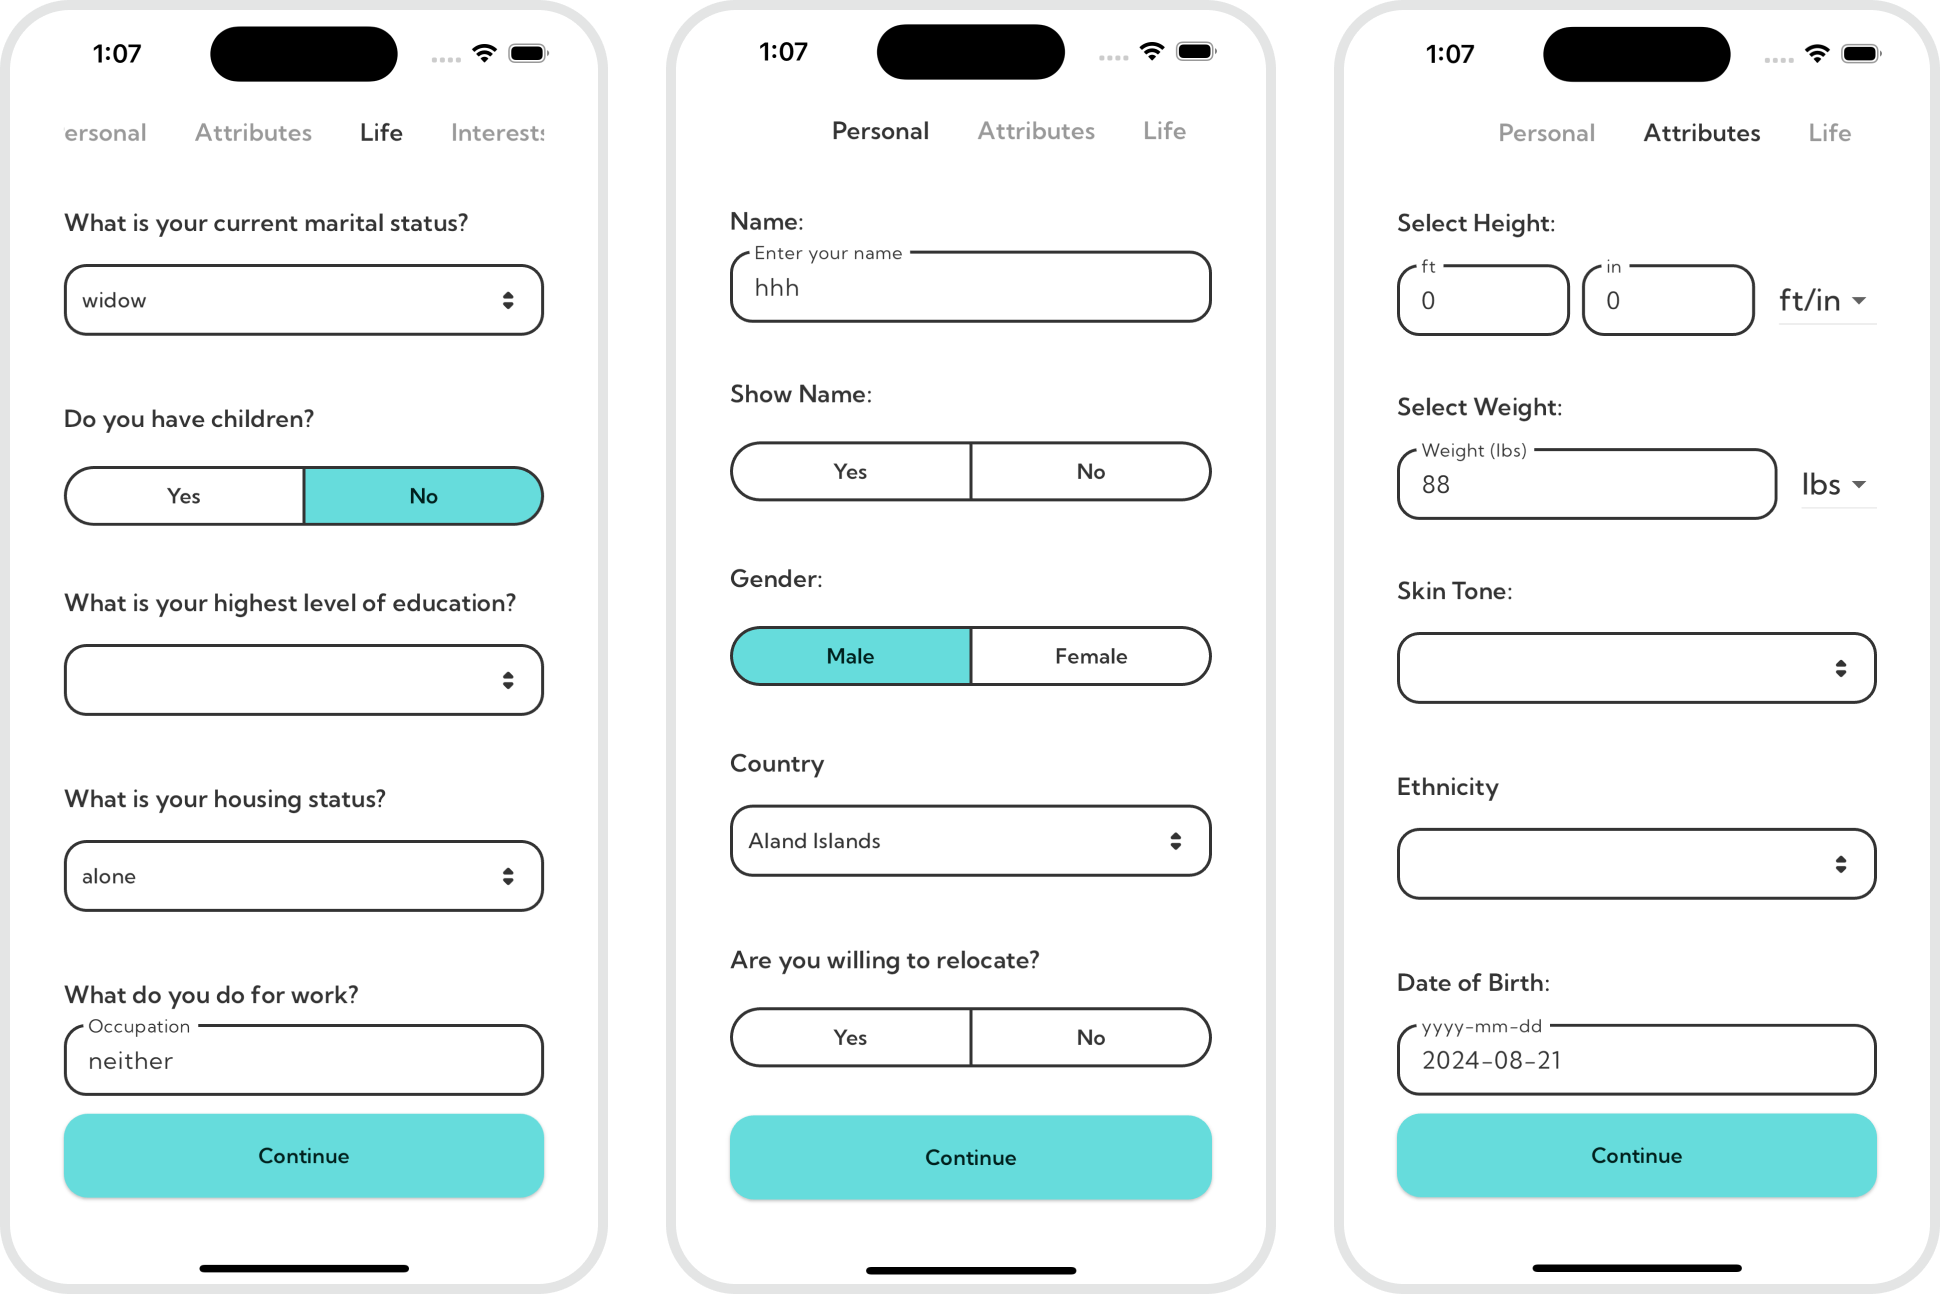 1:07
ersonal Attributes Life Interests
What is your current marital status?
widow
Do you have children?
Yes No
What is your highest level of education?
What is your housing status?
alone
What do you do for work?
Occupation
neither
Continue
1:07
Personal Attributes Life
Name:
Enter your name
hhh
Show Name:
Yes No
Gender:
Male Female
Country
Aland Islands
Are you willing to relocate?
Yes No
Continue
1:07
Personal Attributes Life
Select Height:
ft in
0 0 ft/in
Select Weight:
Weight (lbs)
88 lbs
Skin Tone:
Ethnicity
Date of Birth:
yyyy-mm-dd
2024-08-21
Continue